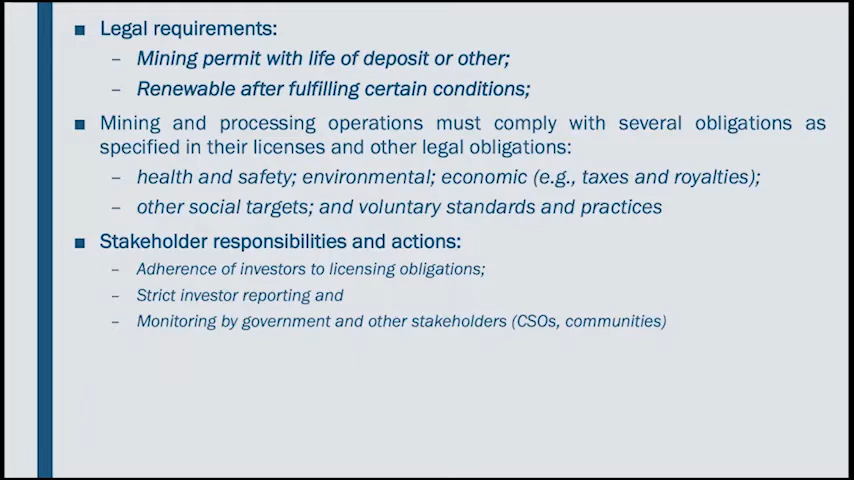 ■ Legal requirements:
– Mining permit with life of deposit or other;
– Renewable after fulfilling certain conditions;
■ Mining and processing operations must comply with several obligations as
specified in their licenses and other legal obligations:
– health and safety; environmental; economic (e.g., taxes and royalties);
– other social targets; and voluntary standards and practices
■ Stakeholder responsibilities and actions:
– Adherence of investors to licensing obligations;
– Strict investor reporting and
– Monitoring by government and other stakeholders (CSOs, communities)